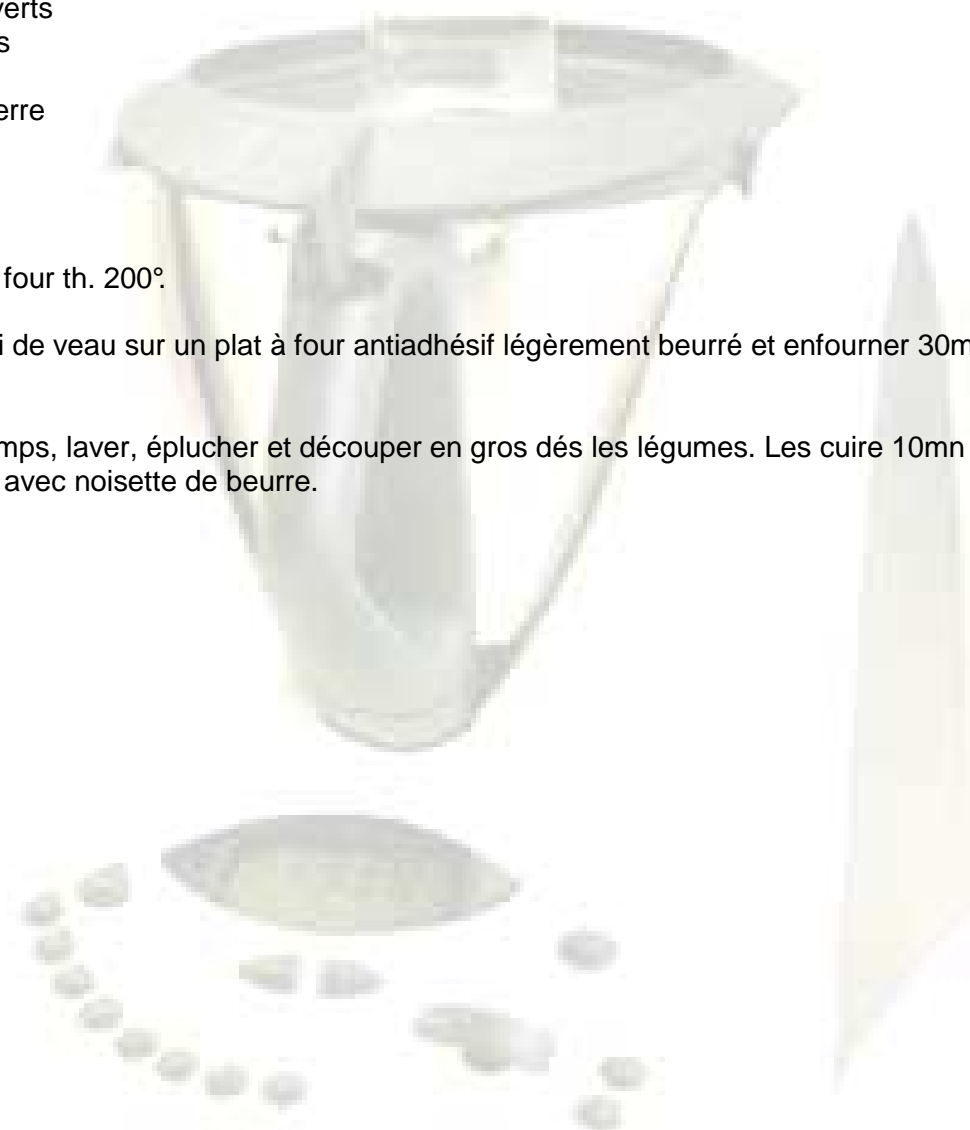 verts
s
erre
four th. 200°.
i de veau sur un plat à four antiadhésif légèrement beurré et enfourner 30m
mps, laver, éplucher et découper en gros dés les légumes. Les cuire 10mn
avec noisette de beurre.